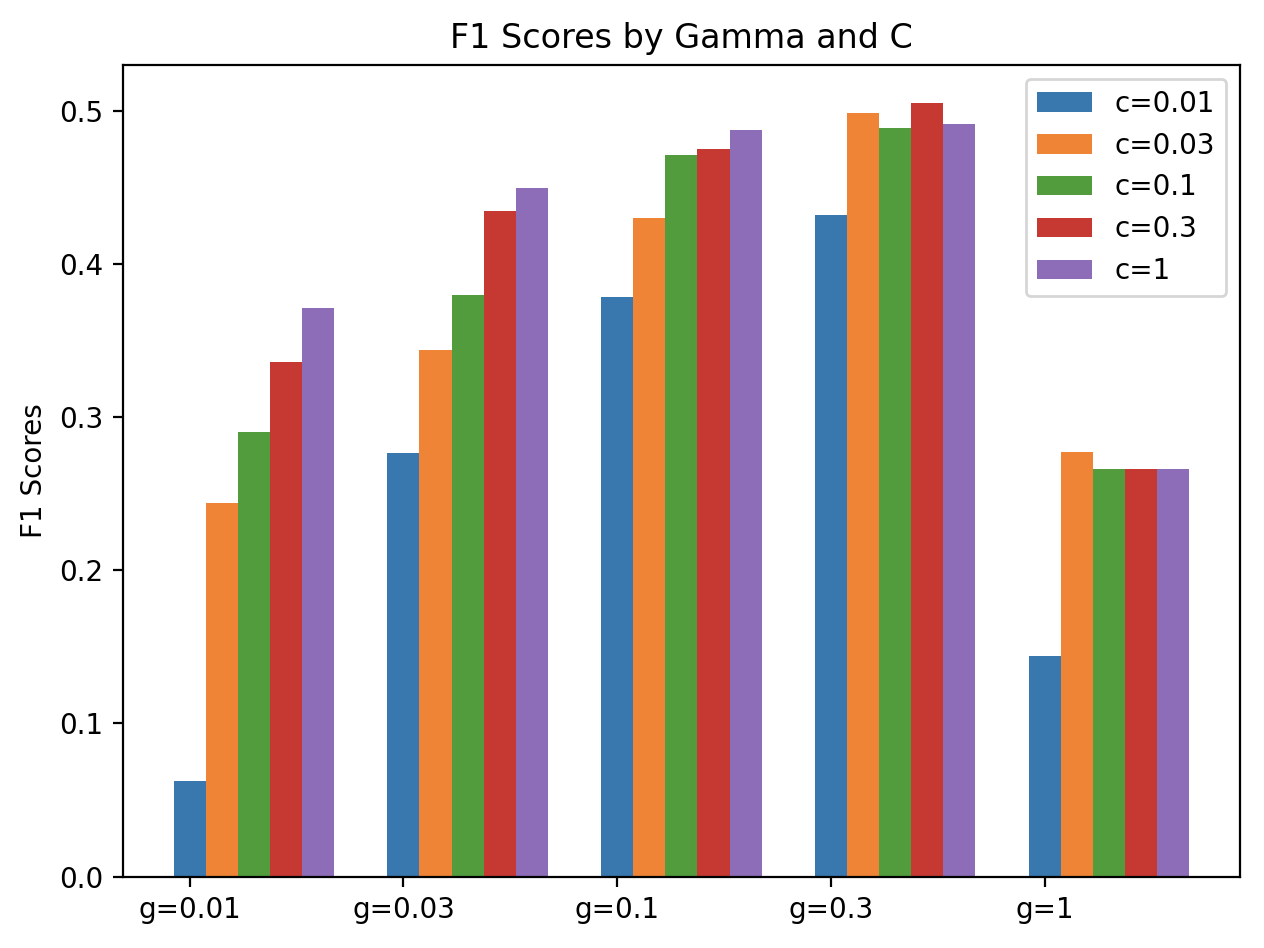 F1 Scores by Gamma and C
F1 Scores
0.5
0.4
0.3
0.2
0.1
0.0
c=0.01
c=0.03
c=0.1
c=0.3
c=1
g=0.01
g=0.03
g=0.1
g=0.3
g=1